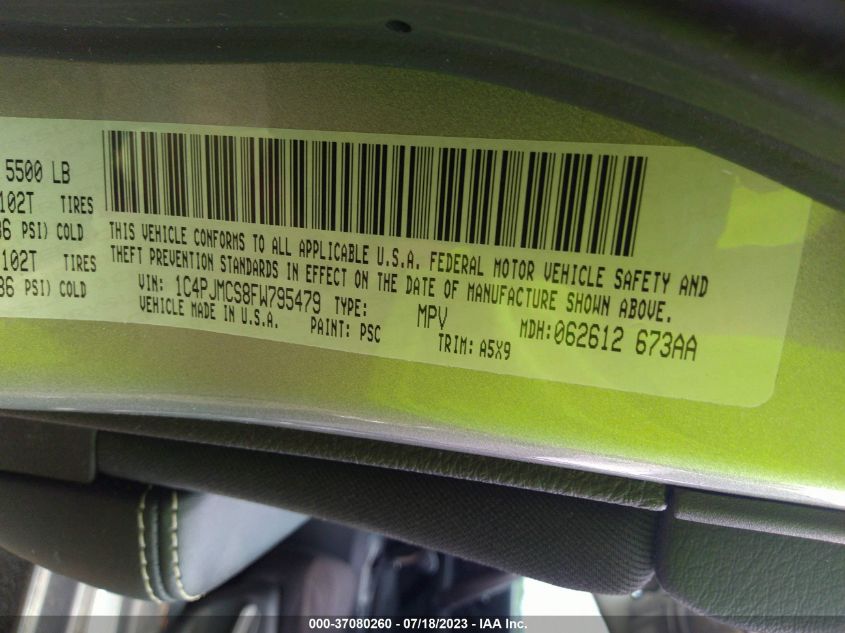 5500 LB
102T TIRES
36 PSI) COLD
102T TIRES
36 PSI) COLD
THIS VEHICLE CONFORMS TO ALL APPLICABLE U.S.A. FEDERAL MOTOR VEHICLE SAFETY AND
THEFT PREVENTION STANDARDS IN EFFECT ON THE DATE OF MANUFACTURE SHOWN ABOVE.
VIN: 1C4PJMCS8FW795479 TYPE: MPV MDH:062612 673AA
VEHICLE MADE IN U.S.A. PAINT: PSC TRIM: A5X9
000-37080260 - 07/18/2023 - IAA Inc.